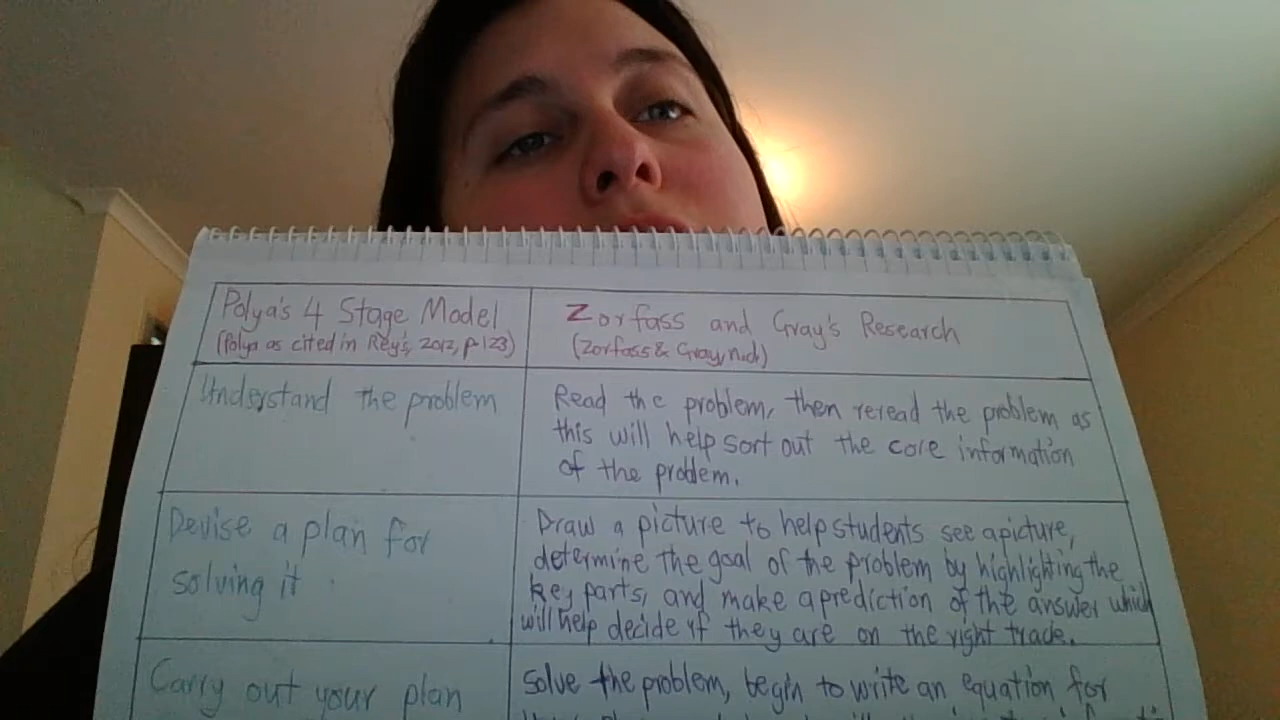 Polya's 4 Stage Model
(Polya as cited in Rey's, 2012, p.123)
Zorfass and Gray's Research
(Zorfass & Gray, n.d)
Understand the problem
Read the problem, then reread the problem as
this will help sort out the core information
of the problem.
Devise a plan for
solving it
Draw a picture to help students see a picture,
determine the goal of the problem by highlighting the
key parts, and make a prediction of the answer which
will help decide if they are on the right track.
Carry out your plan
Solve the problem, begin to write an equation for